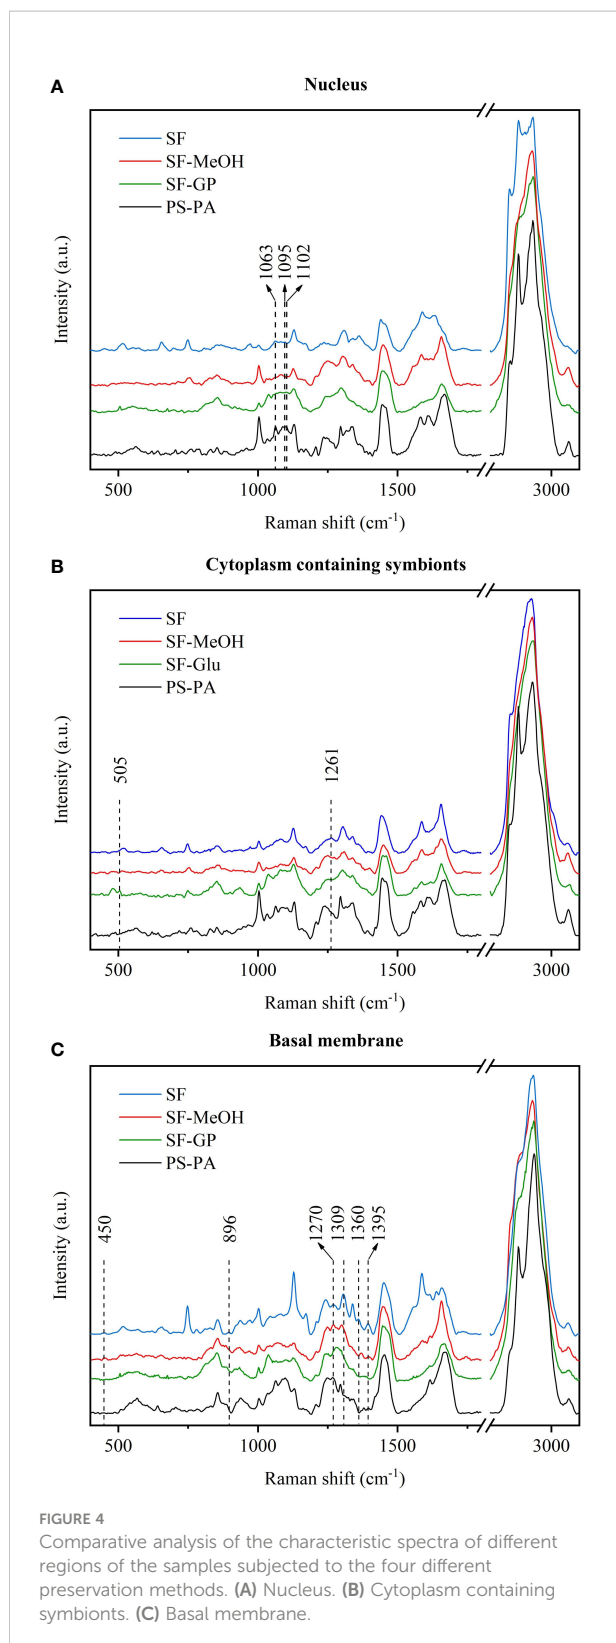 A
Nucleus
SF
SF-MeOH
SF-GP
PS-PA
1063
1095
1102
Intensity (a.u.)
500 1000 1500 3000
Raman shift (cm⁻¹)
B
Cytoplasm containing symbionts
SF
SF-MeOH
SF-Glu
PS-PA
505
1261
Intensity (a.u.)
500 1000 1500 3000
Raman shift (cm⁻¹)
C
Basal membrane
SF
SF-MeOH
SF-GP
PS-PA
450
896
1270
1309
1360
1395
Intensity (a.u.)
500 1000 1500 3000
Raman shift (cm⁻¹)
FIGURE 4
Comparative analysis of the characteristic spectra of different
regions of the samples subjected to the four different
preservation methods. (A) Nucleus. (B) Cytoplasm containing
symbionts. (C) Basal membrane.